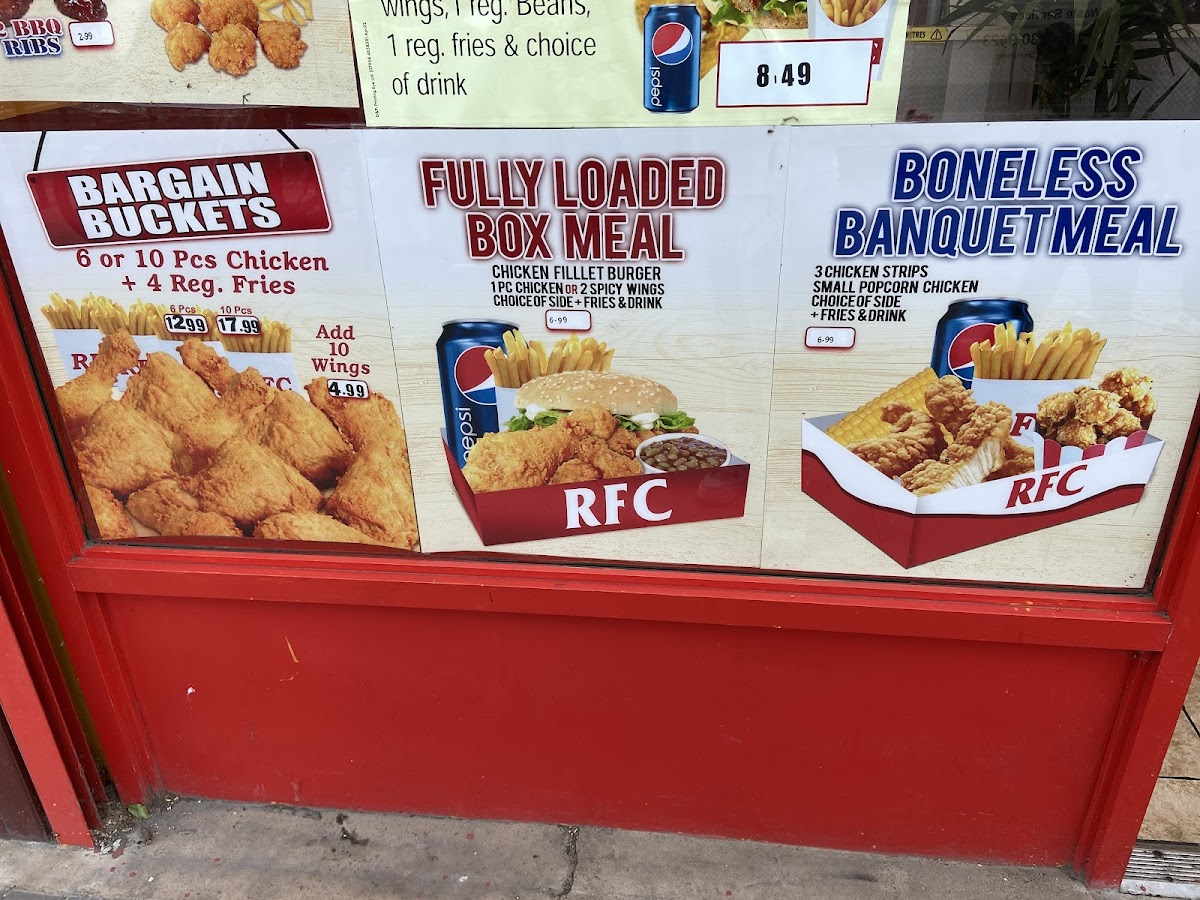 2 BBQ
RIBS
2.99
wings, 1 reg. Beans,
1 reg. fries & choice
of drink
pepsi
8.49
BARGAIN
BUCKETS
6 or 10 Pcs Chicken
+ 4 Reg. Fries
6 Pcs
12.99
10 Pcs
17.99
Add
10
Wings
4.99
FULLY LOADED
BOX MEAL
CHICKEN FILLLET BURGER
1 PC CHICKEN OR 2 SPICY WINGS
CHOICE OF SIDE + FRIES & DRINK
6.99
pepsi
RFC
BONELESS
BANQUET MEAL
3 CHICKEN STRIPS
SMALL POPCORN CHICKEN
CHOICE OF SIDE
+ FRIES & DRINK
6.99
RFC